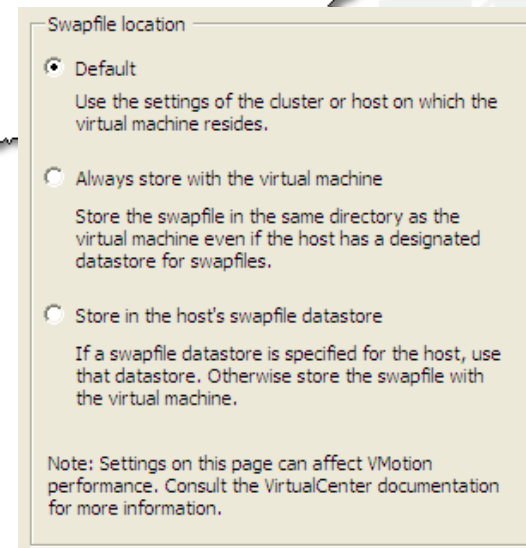 Swapfile location
Default
Use the settings of the cluster or host on which the
virtual machine resides.
Always store with the virtual machine
Store the swapfile in the same directory as the
virtual machine even if the host has a designated
datastore for swapfiles.
Store in the host's swapfile datastore
If a swapfile datastore is specified for the host, use
that datastore. Otherwise store the swapfile with
the virtual machine.
Note: Settings on this page can affect VMotion
performance. Consult the VirtualCenter documentation
for more information.